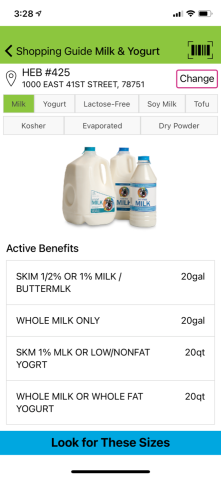 3:28
Shopping Guide Milk & Yogurt
HEB #425
1000 EAST 41ST STREET, 78751
Change
Milk Yogurt Lactose-Free Soy Milk Tofu
Kosher Evaporated Dry Powder
MILK MILK MILK
Active Benefits
SKIM 1/2% OR 1% MILK / 20gal
BUTTERMLK
WHOLE MILK ONLY 20gal
SKM 1% MLK OR LOW/NONFAT 20qt
YOGRT
WHOLE MILK OR WHOLE FAT 20qt
YOGURT
Look for These Sizes